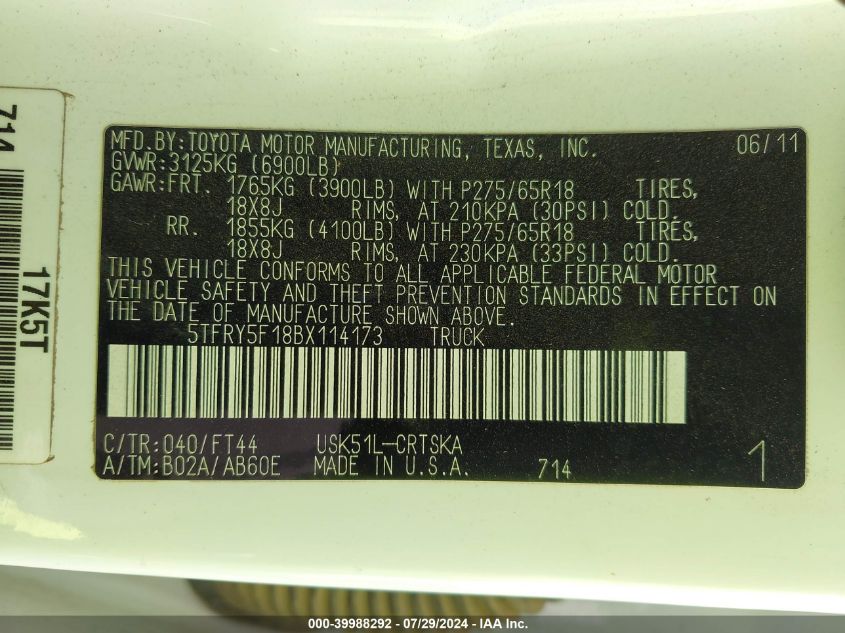 MFD.BY:TOYOTA MOTOR MANUFACTURING, TEXAS, INC. 06/11
GVWR:3125KG (6900LB)
GAWR:FRT. 1765KG (3900LB) WITH P275/65R18 TIRES,
18X8J RIMS, AT 210KPA (30PSI) COLD.
RR. 1855KG (4100LB) WITH P275/65R18 TIRES,
18X8J RIMS, AT 230KPA (33PSI) COLD.
THIS VEHICLE CONFORMS TO ALL APPLICABLE FEDERAL MOTOR
VEHICLE SAFETY AND THEFT PREVENTION STANDARDS IN EFFECT ON
THE DATE OF MANUFACTURE SHOWN ABOVE.
5TFRY5F18BX114173 TRUCK
C/TR:040/FT44 USK51L-CRTSKA
A/TM:B02A/AB60E MADE IN U.S.A. 714 1
714
17K5T
000-39988292 - 07/29/2024 - IAA Inc.